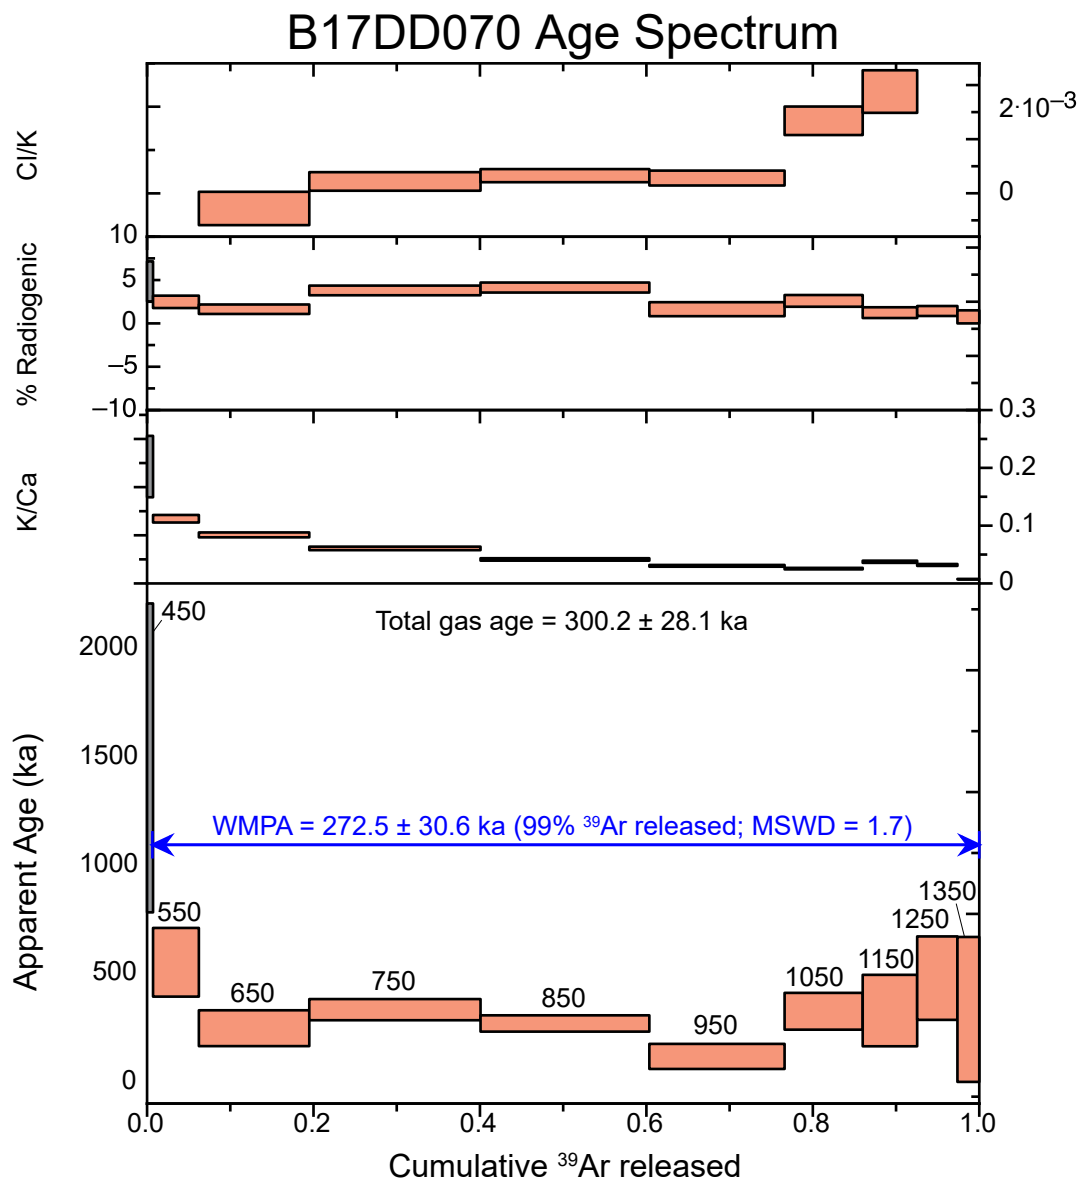 B17DD070 Age Spectrum
Cl/K
2·10–3
0
10
% Radiogenic
5
0
–5
–10
0.3
K/Ca
0.2
0.1
0
450
Total gas age = 300.2 ± 28.1 ka
2000
1500
1000
500
0
Apparent Age (ka)
WMPA = 272.5 ± 30.6 ka (99% ³⁹Ar released; MSWD = 1.7)
550
650
750
850
950
1050
1150
1250
1350
0.0 0.2 0.4 0.6 0.8 1.0
Cumulative ³⁹Ar released